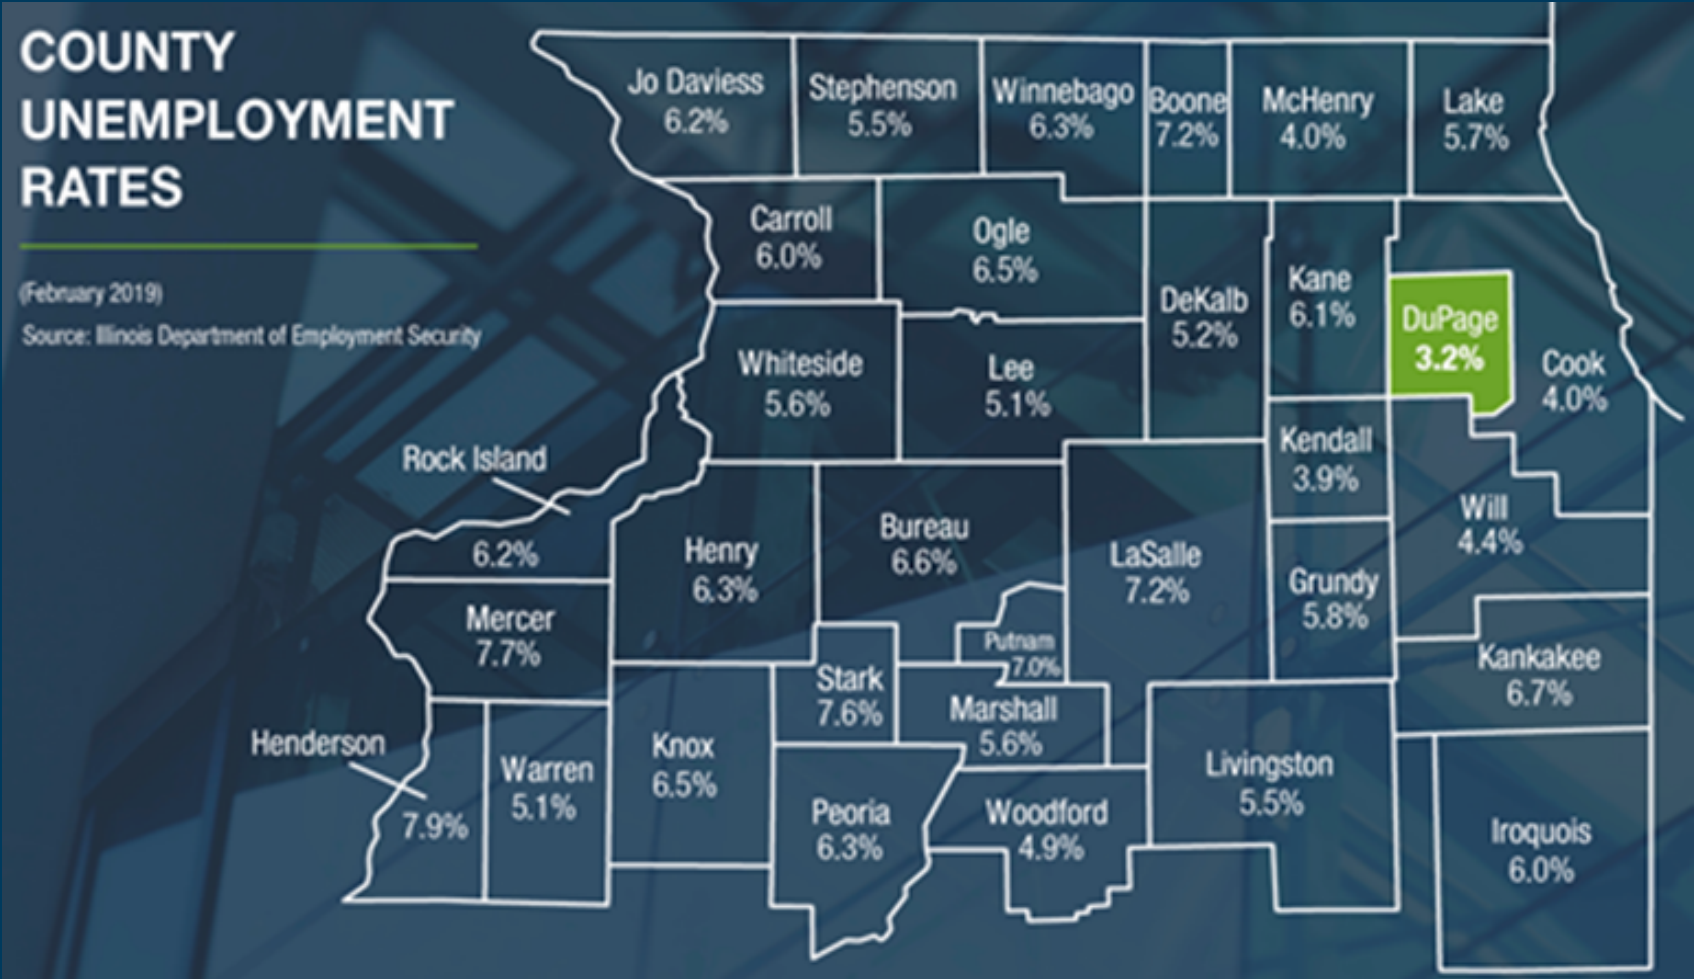 COUNTY
UNEMPLOYMENT
RATES
(February 2019)
Source: Illinois Department of Employment Security
Jo Daviess
6.2%
Stephenson
5.5%
Winnebago
6.3%
Boone
7.2%
McHenry
4.0%
Lake
5.7%
Carroll
6.0%
Ogle
6.5%
DeKalb
5.2%
Kane
6.1%
DuPage
3.2%
Cook
4.0%
Whiteside
5.6%
Lee
5.1%
Rock Island
6.2%
Henry
6.3%
Bureau
6.6%
LaSalle
7.2%
Kendall
3.9%
Will
4.4%
Grundy
5.8%
Mercer
7.7%
Putnam
7.0%
Kankakee
6.7%
Stark
7.6%
Marshall
5.6%
Henderson
7.9%
Warren
5.1%
Knox
6.5%
Peoria
6.3%
Woodford
4.9%
Livingston
5.5%
Iroquois
6.0%